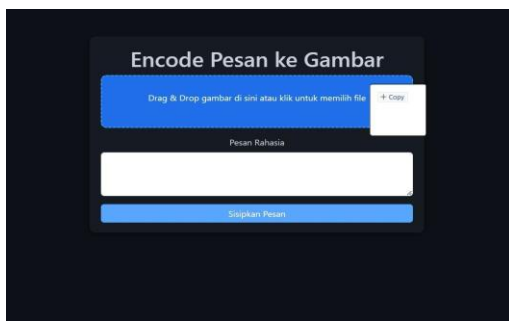 Encode Pesan ke Gambar
Drag & Drop gambar di sini atau klik untuk memilih file
+ Copy
Pesan Rahasia
Sisipkan Pesan